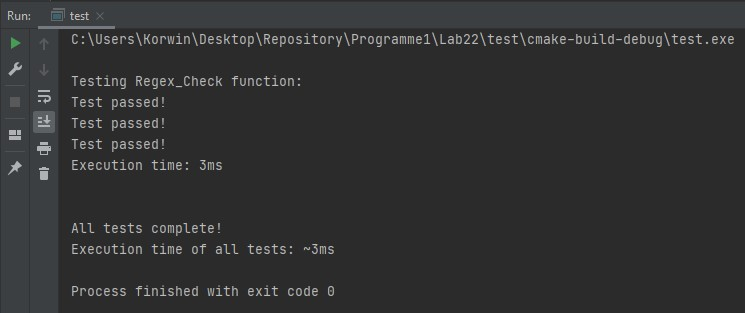 Run: test
C:\Users\Korwin\Desktop\Repository\Programme1\Lab22\test\cmake-build-debug\test.exe
Testing Regex_Check function:
Test passed!
Test passed!
Test passed!
Execution time: 3ms
All tests complete!
Execution time of all tests: ~3ms
Process finished with exit code 0